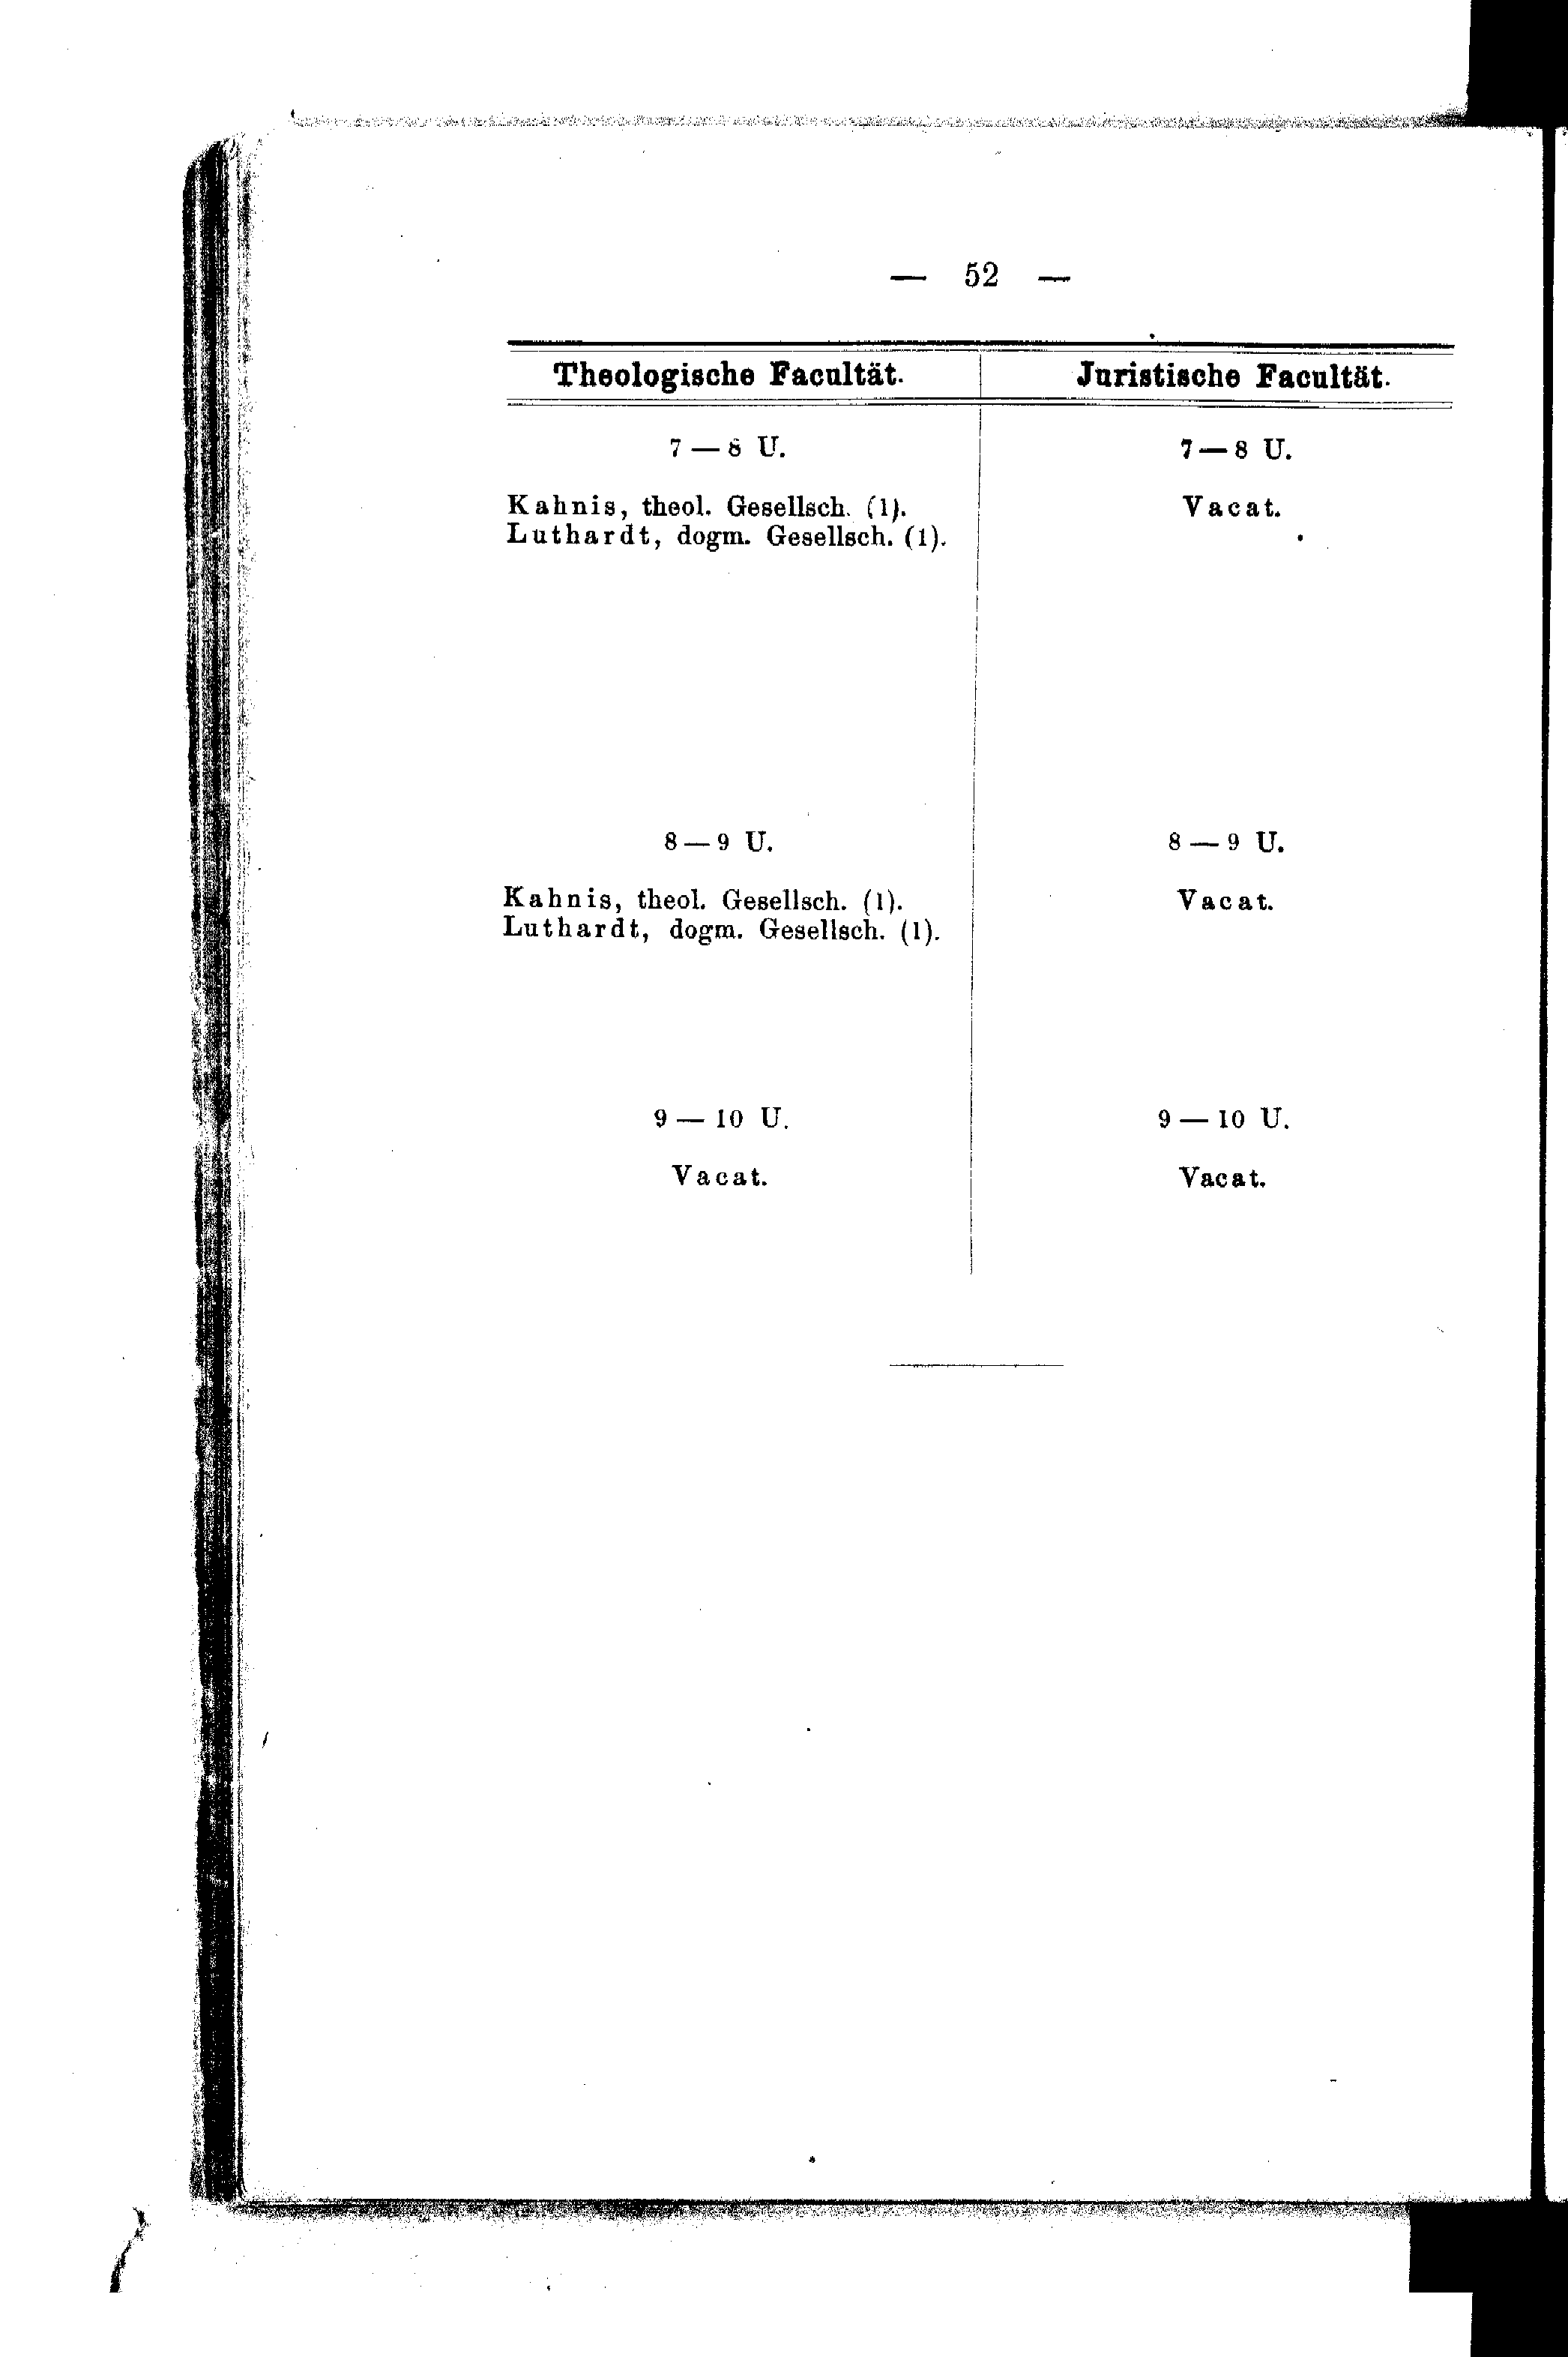 — 52 —
Theologische Facultät.
Juristische Facultät.
7 — 8 U.
Kahnis, theol. Gesellsch. (1).
Luthardt, dogm. Gesellsch. (1).
7 — 8 U.
Vacat.
8 — 9 U.
Kahnis, theol. Gesellsch. (1).
Luthardt, dogm. Gesellsch. (1).
8 — 9 U.
Vacat.
9 — 10 U.
Vacat.
9 — 10 U.
Vacat.